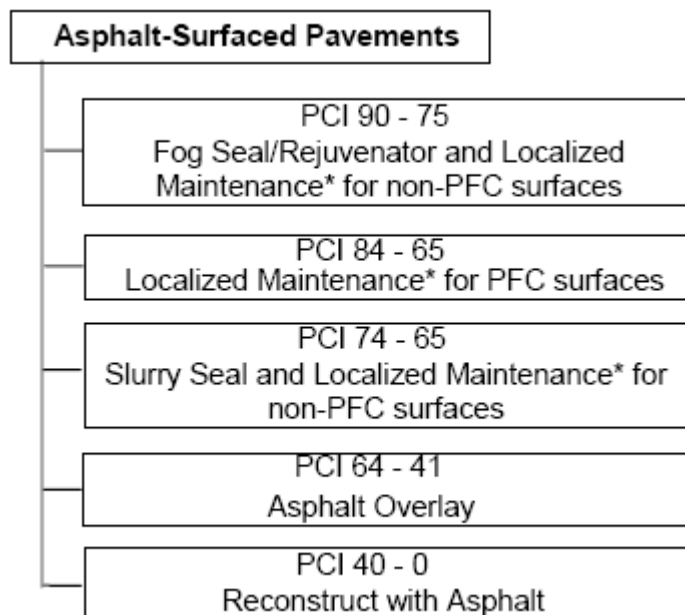 Asphalt-Surfaced Pavements
PCI 90 - 75
Fog Seal/Rejuvenator and Localized
Maintenance* for non-PFC surfaces
PCI 84 - 65
Localized Maintenance* for PFC surfaces
PCI 74 - 65
Slurry Seal and Localized Maintenance* for
non-PFC surfaces
PCI 64 - 41
Asphalt Overlay
PCI 40 - 0
Reconstruct with Asphalt